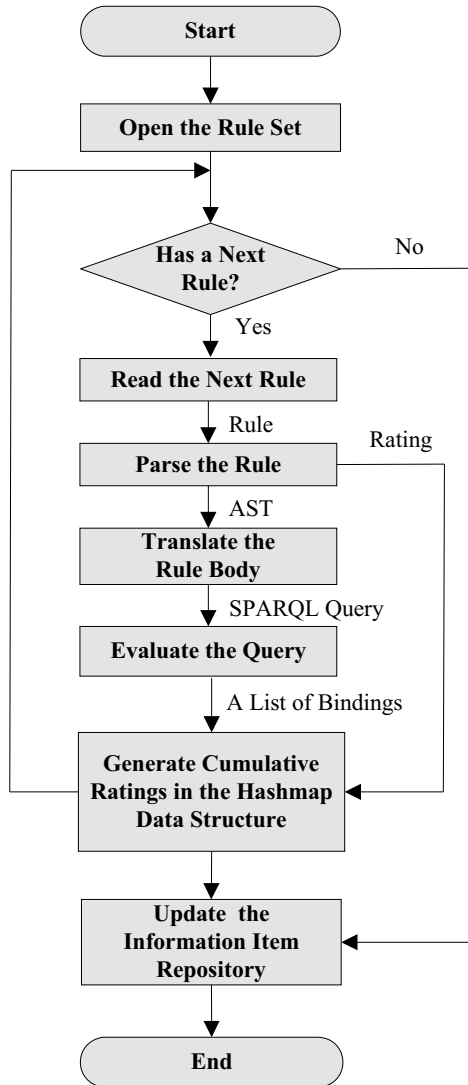 Start
Open the Rule Set
Has a Next
Rule?
No
Yes
Read the Next Rule
Rule
Rating
Parse the Rule
AST
Translate the
Rule Body
SPARQL Query
Evaluate the Query
A List of Bindings
Generate Cumulative
Ratings in the Hashmap
Data Structure
Update the
Information Item
Repository
End